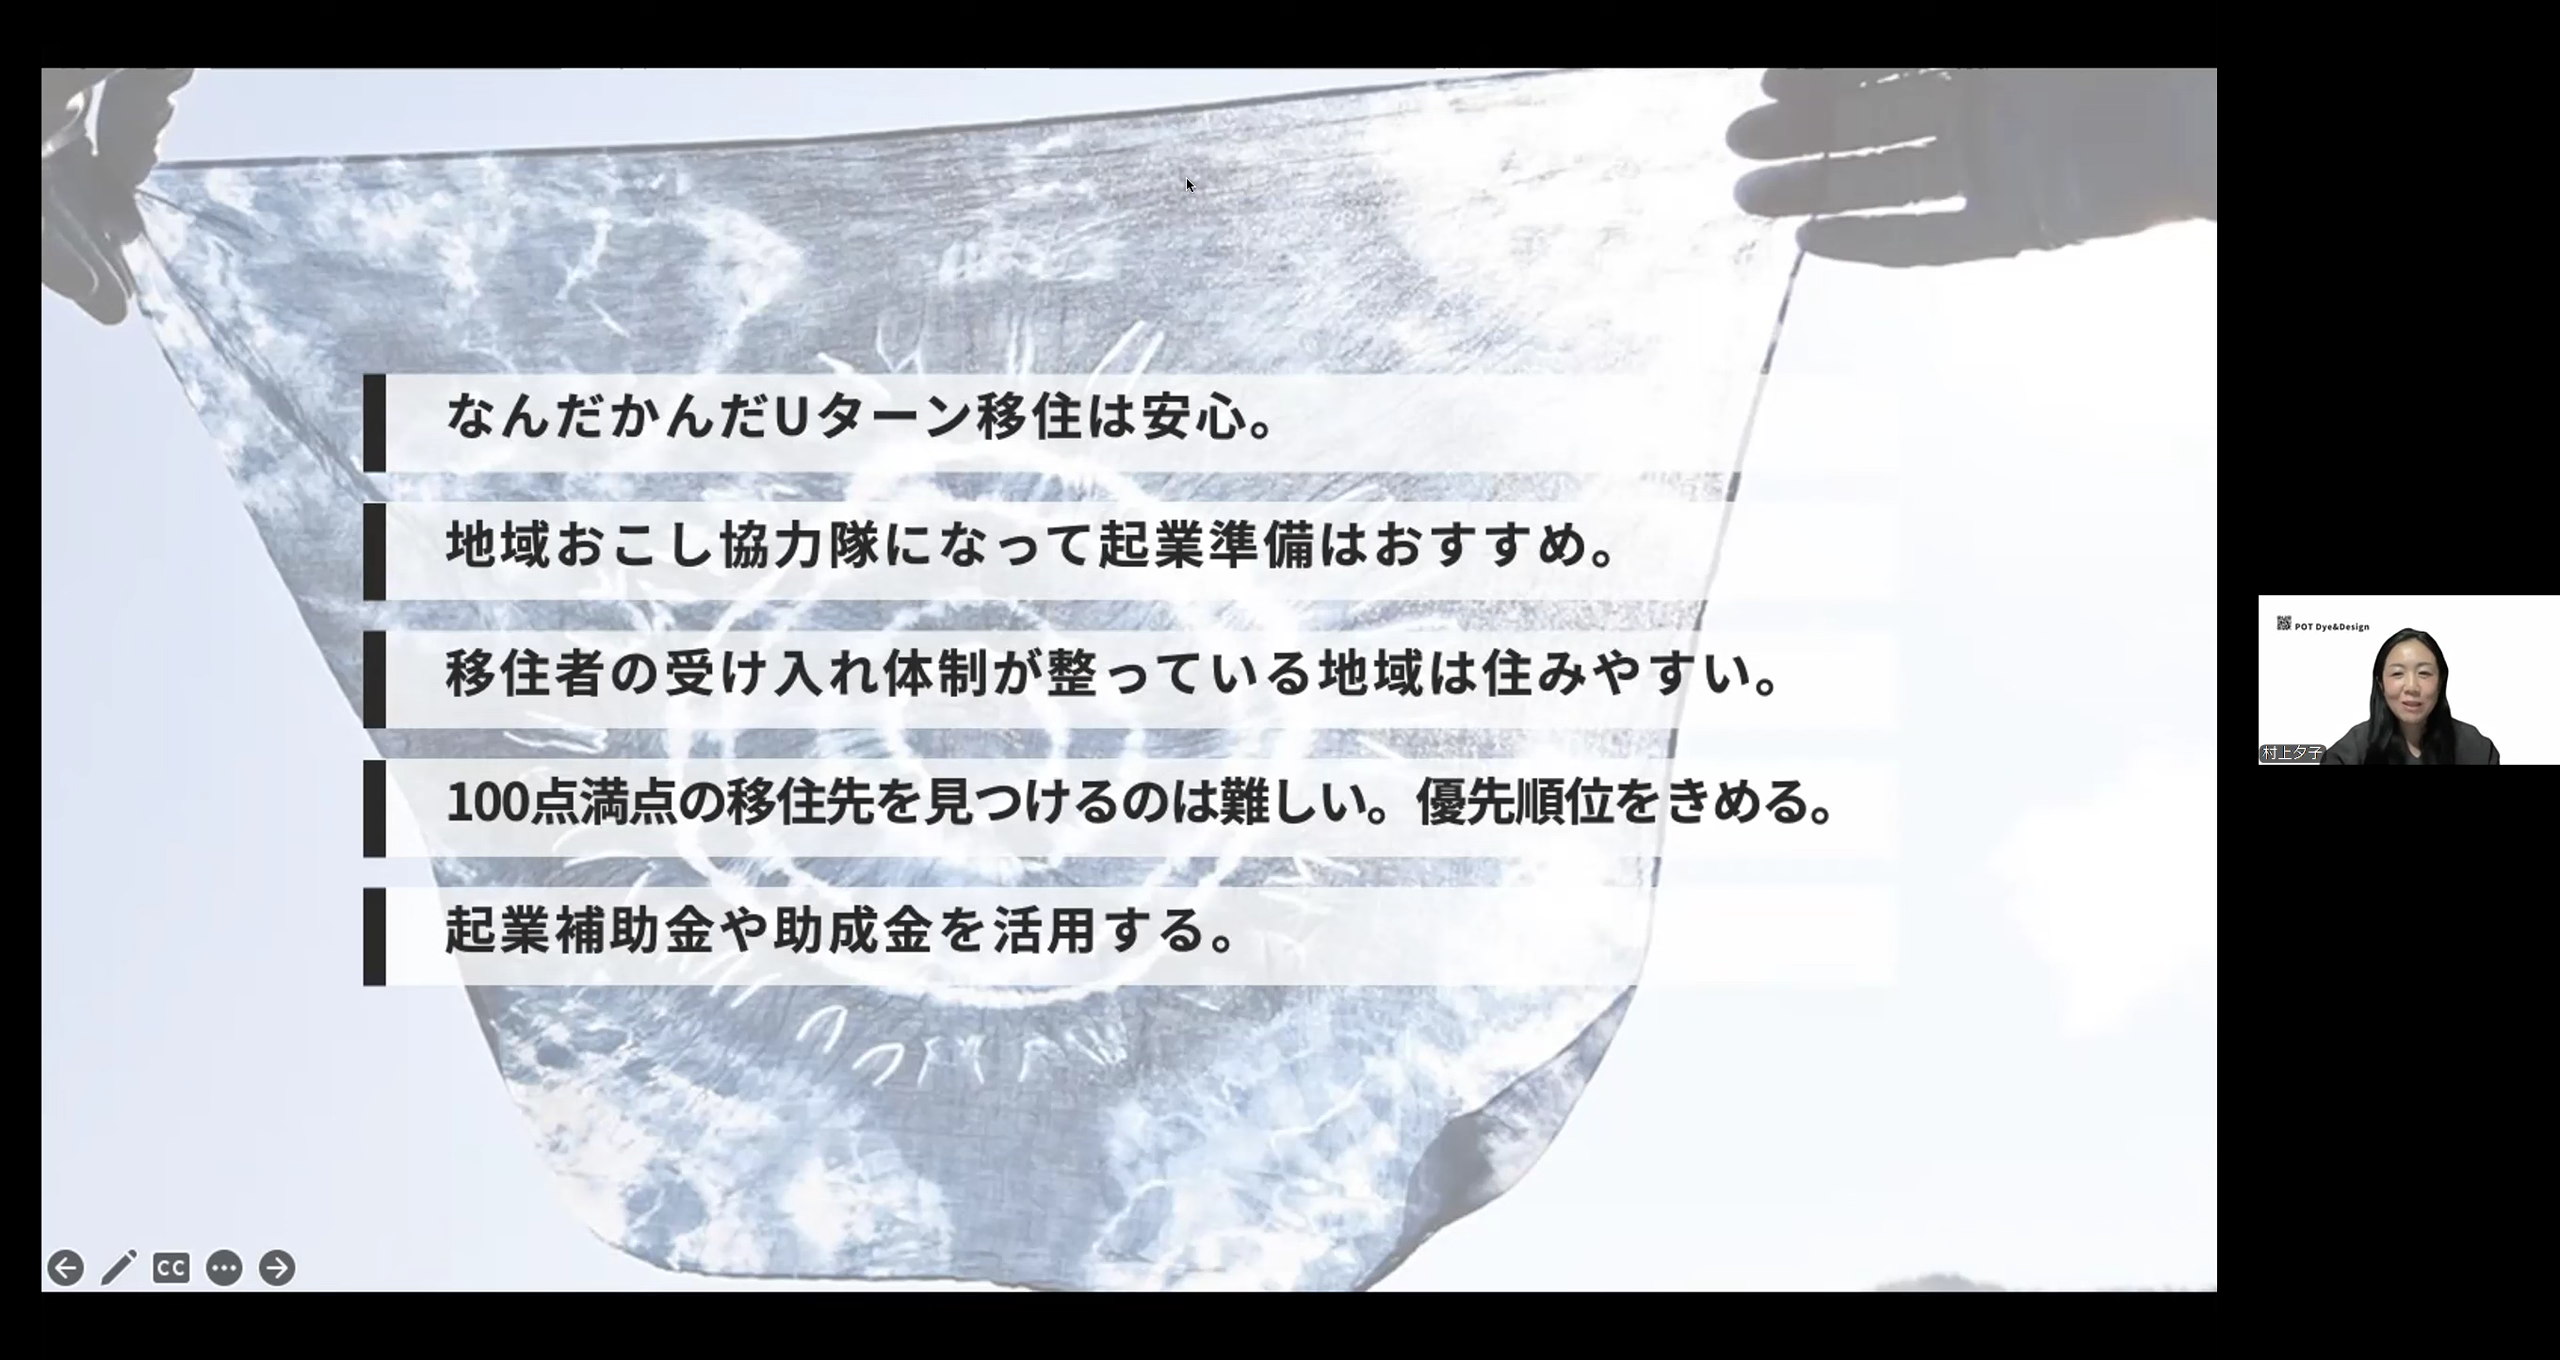 なんだかんだUターン移住は安心。
地域おこし協力隊になって起業準備はおすすめ。
移住者の受け入れ体制が整っている地域は住みやすい。
100点満点の移住先を見つけるのは難しい。優先順位をきめる。
起業補助金や助成金を活用する。
CC
POT Dye&Design
村上夕子